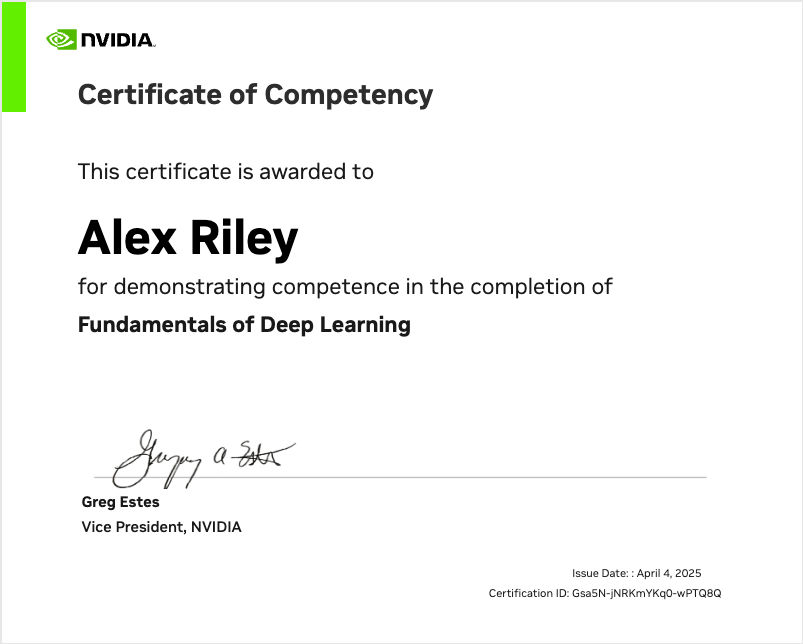 NVIDIA.
Certificate of Competency
This certificate is awarded to
Alex Riley
for demonstrating competence in the completion of
Fundamentals of Deep Learning
Gregory A Estes
Greg Estes
Vice President, NVIDIA
Issue Date: : April 4, 2025
Certification ID: Gsa5N-jNRKmYKq0-wPTQ8Q